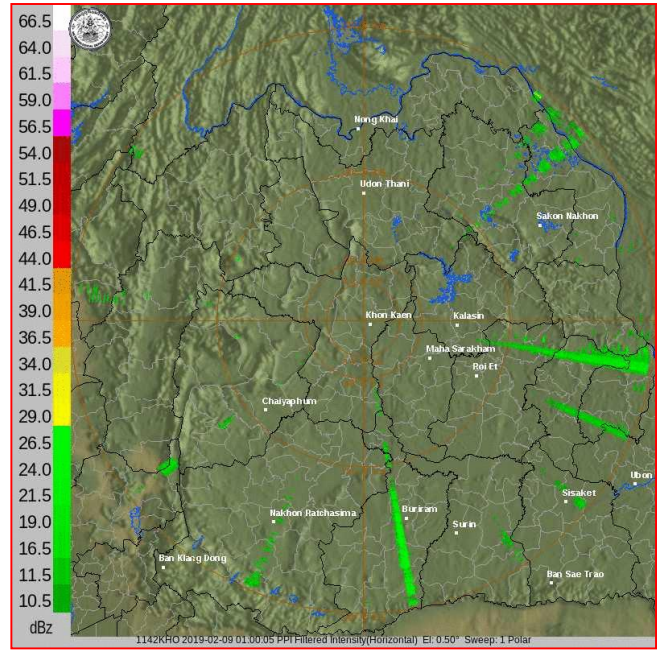 66.5
64.0
61.5
59.0
56.5
54.0
51.5
49.0
46.5
44.0
41.5
39.0
36.5
34.0
31.5
29.0
26.5
24.0
21.5
19.0
16.5
11.5
10.5
dBz
Nong Khai
Udon Thani
Sakon Nakhon
Khon Kaen
Kalasin
Maha Sarakham
Roi Et
Chaiyaphum
Ubon
Sisaket
Nakhon Ratchasima
Buriram
Surin
Ban Klang Dong
Ban Sae Trao
1142KHO 2019-02-09 01:00:05 PPI Filtered Intensity(Horizontal) El: 0.50° Sweep: 1 Polar